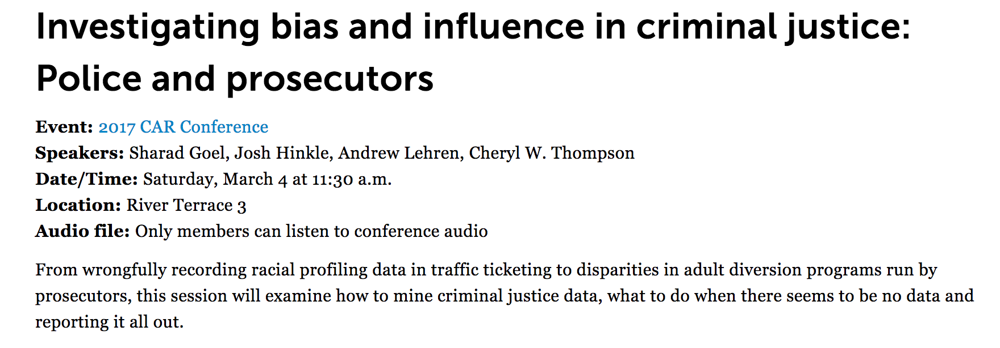 Investigating bias and influence in criminal justice:
Police and prosecutors
Event: 2017 CAR Conference
Speakers: Sharad Goel, Josh Hinkle, Andrew Lehren, Cheryl W. Thompson
Date/Time: Saturday, March 4 at 11:30 a.m.
Location: River Terrace 3
Audio file: Only members can listen to conference audio
From wrongfully recording racial profiling data in traffic ticketing to disparities in adult diversion programs run by
prosecutors, this session will examine how to mine criminal justice data, what to do when there seems to be no data and
reporting it all out.